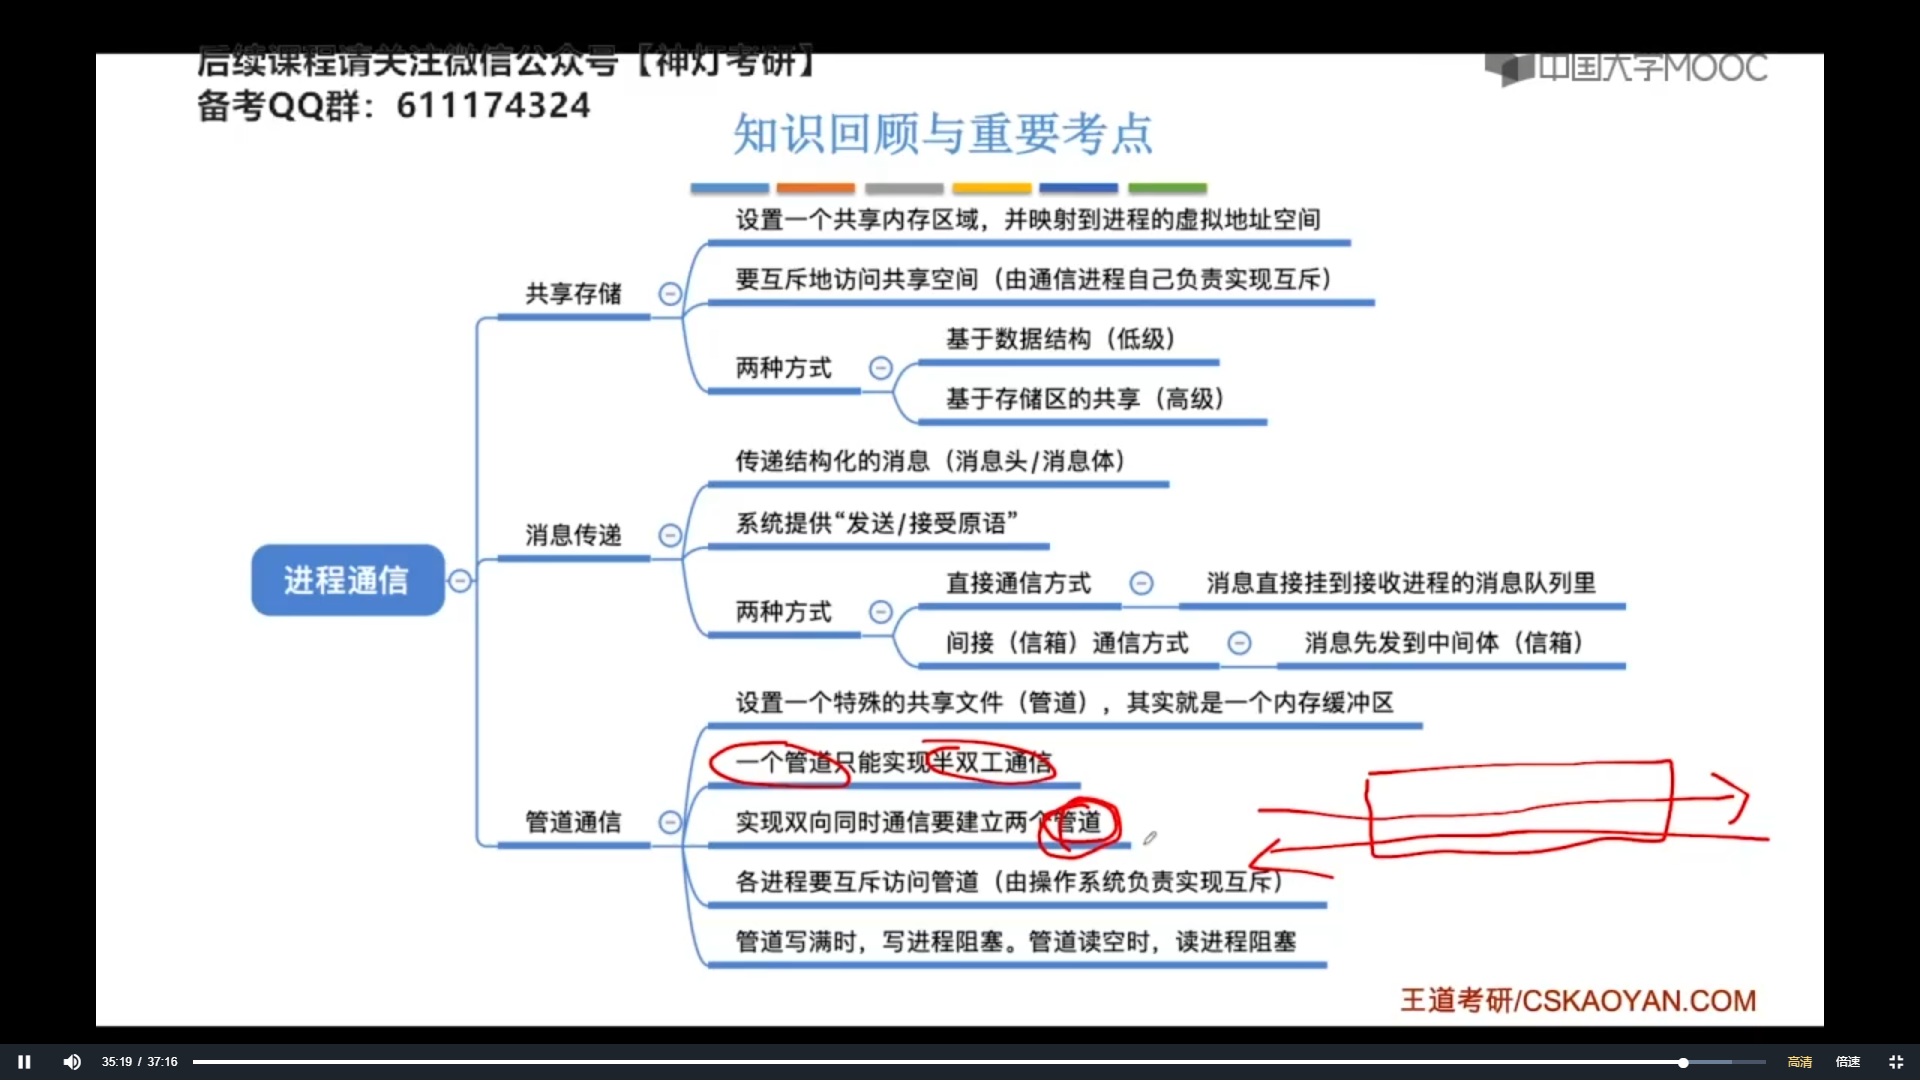 后续课程请关注微信公众号【神灯考研】
中国大学MOOC
备考QQ群：611174324
知识回顾与重要考点
设置一个共享内存区域，并映射到进程的虚拟地址空间
要互斥地访问共享空间（由通信进程自己负责实现互斥）
共享存储
基于数据结构（低级）
两种方式
基于存储区的共享（高级）
传递结构化的消息（消息头/消息体）
系统提供“发送/接受原语”
消息传递
进程通信
直接通信方式
消息直接挂到接收进程的消息队列里
两种方式
间接（信箱）通信方式
消息先发到中间体（信箱）
设置一个特殊的共享文件（管道），其实就是一个内存缓冲区
一个管道只能实现半双工通信
管道通信
实现双向同时通信要建立两个管道
各进程要互斥访问管道（由操作系统负责实现互斥）
管道写满时，写进程阻塞。管道读空时，读进程阻塞
王道考研/CSKAOYAN.COM
35:19 / 37:16
高清
倍速